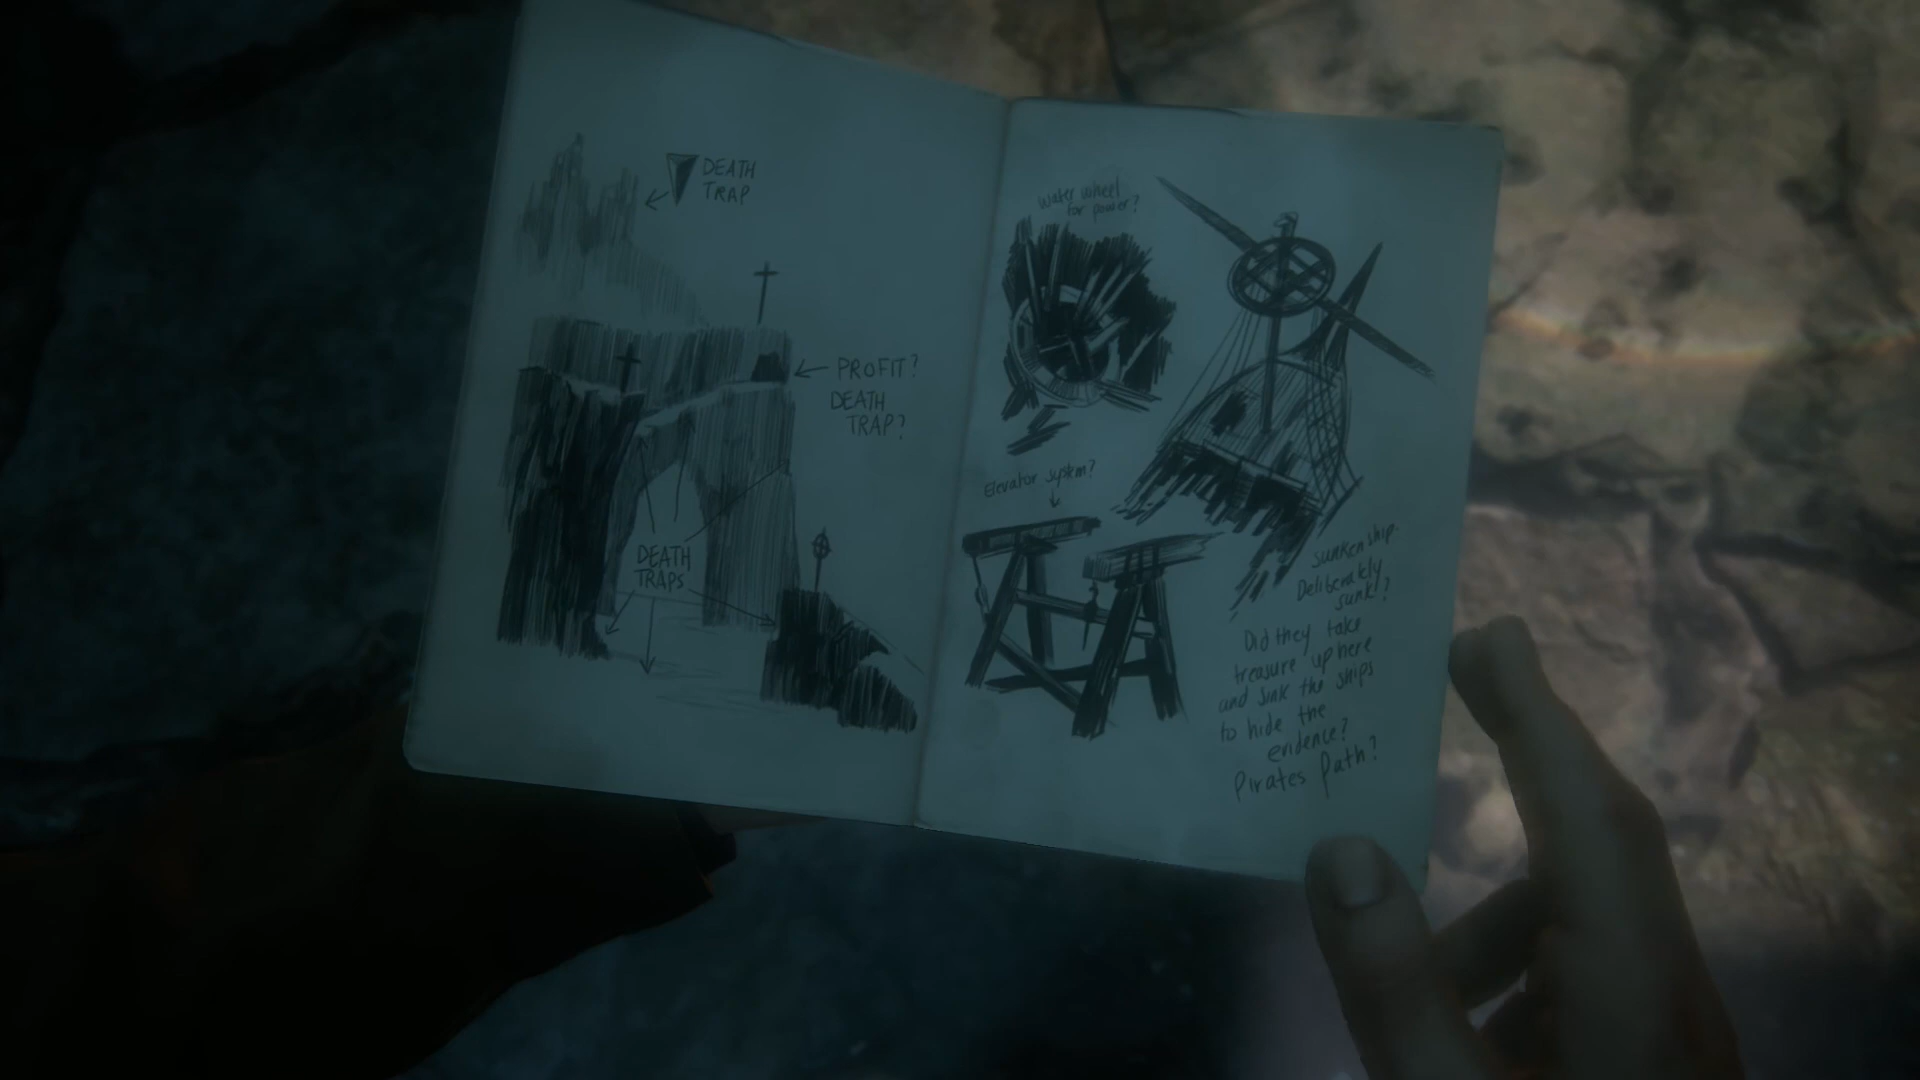 DEATH
TRAP
PROFIT?
DEATH
TRAP?
DEATH
TRAPS
Water wheel
for power?
Elevator system?
sunken ship-
Deliberately
sunk!?
Did they take
treasure up here
and sink the ships
to hide the
evidence?
Pirates Path?